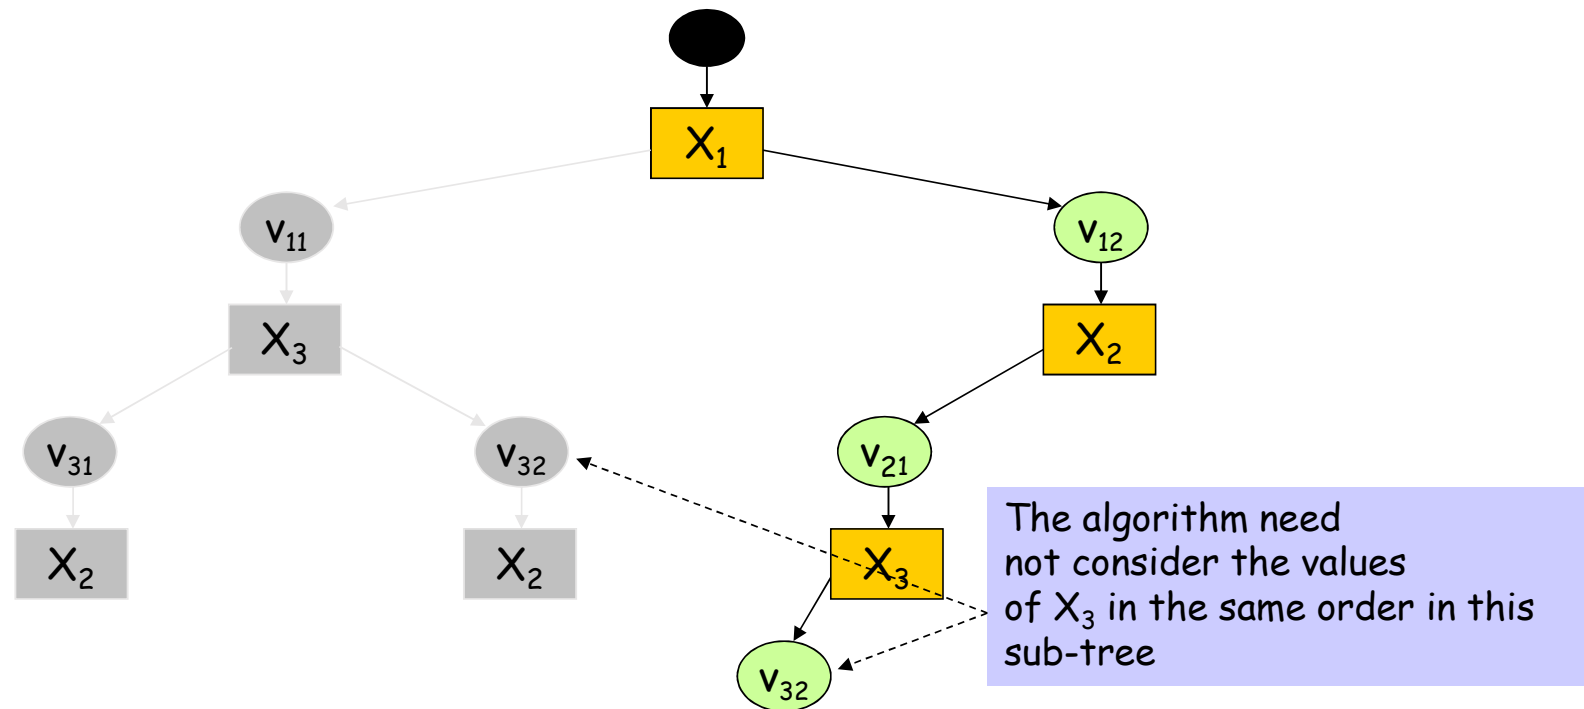 X₁
v₁₁
v₁₂
X₃
X₂
v₃₁
v₃₂
v₂₁
X₂
X₂
X₃
The algorithm need
not consider the values
of X₃ in the same order in this
sub-tree
v₃₂